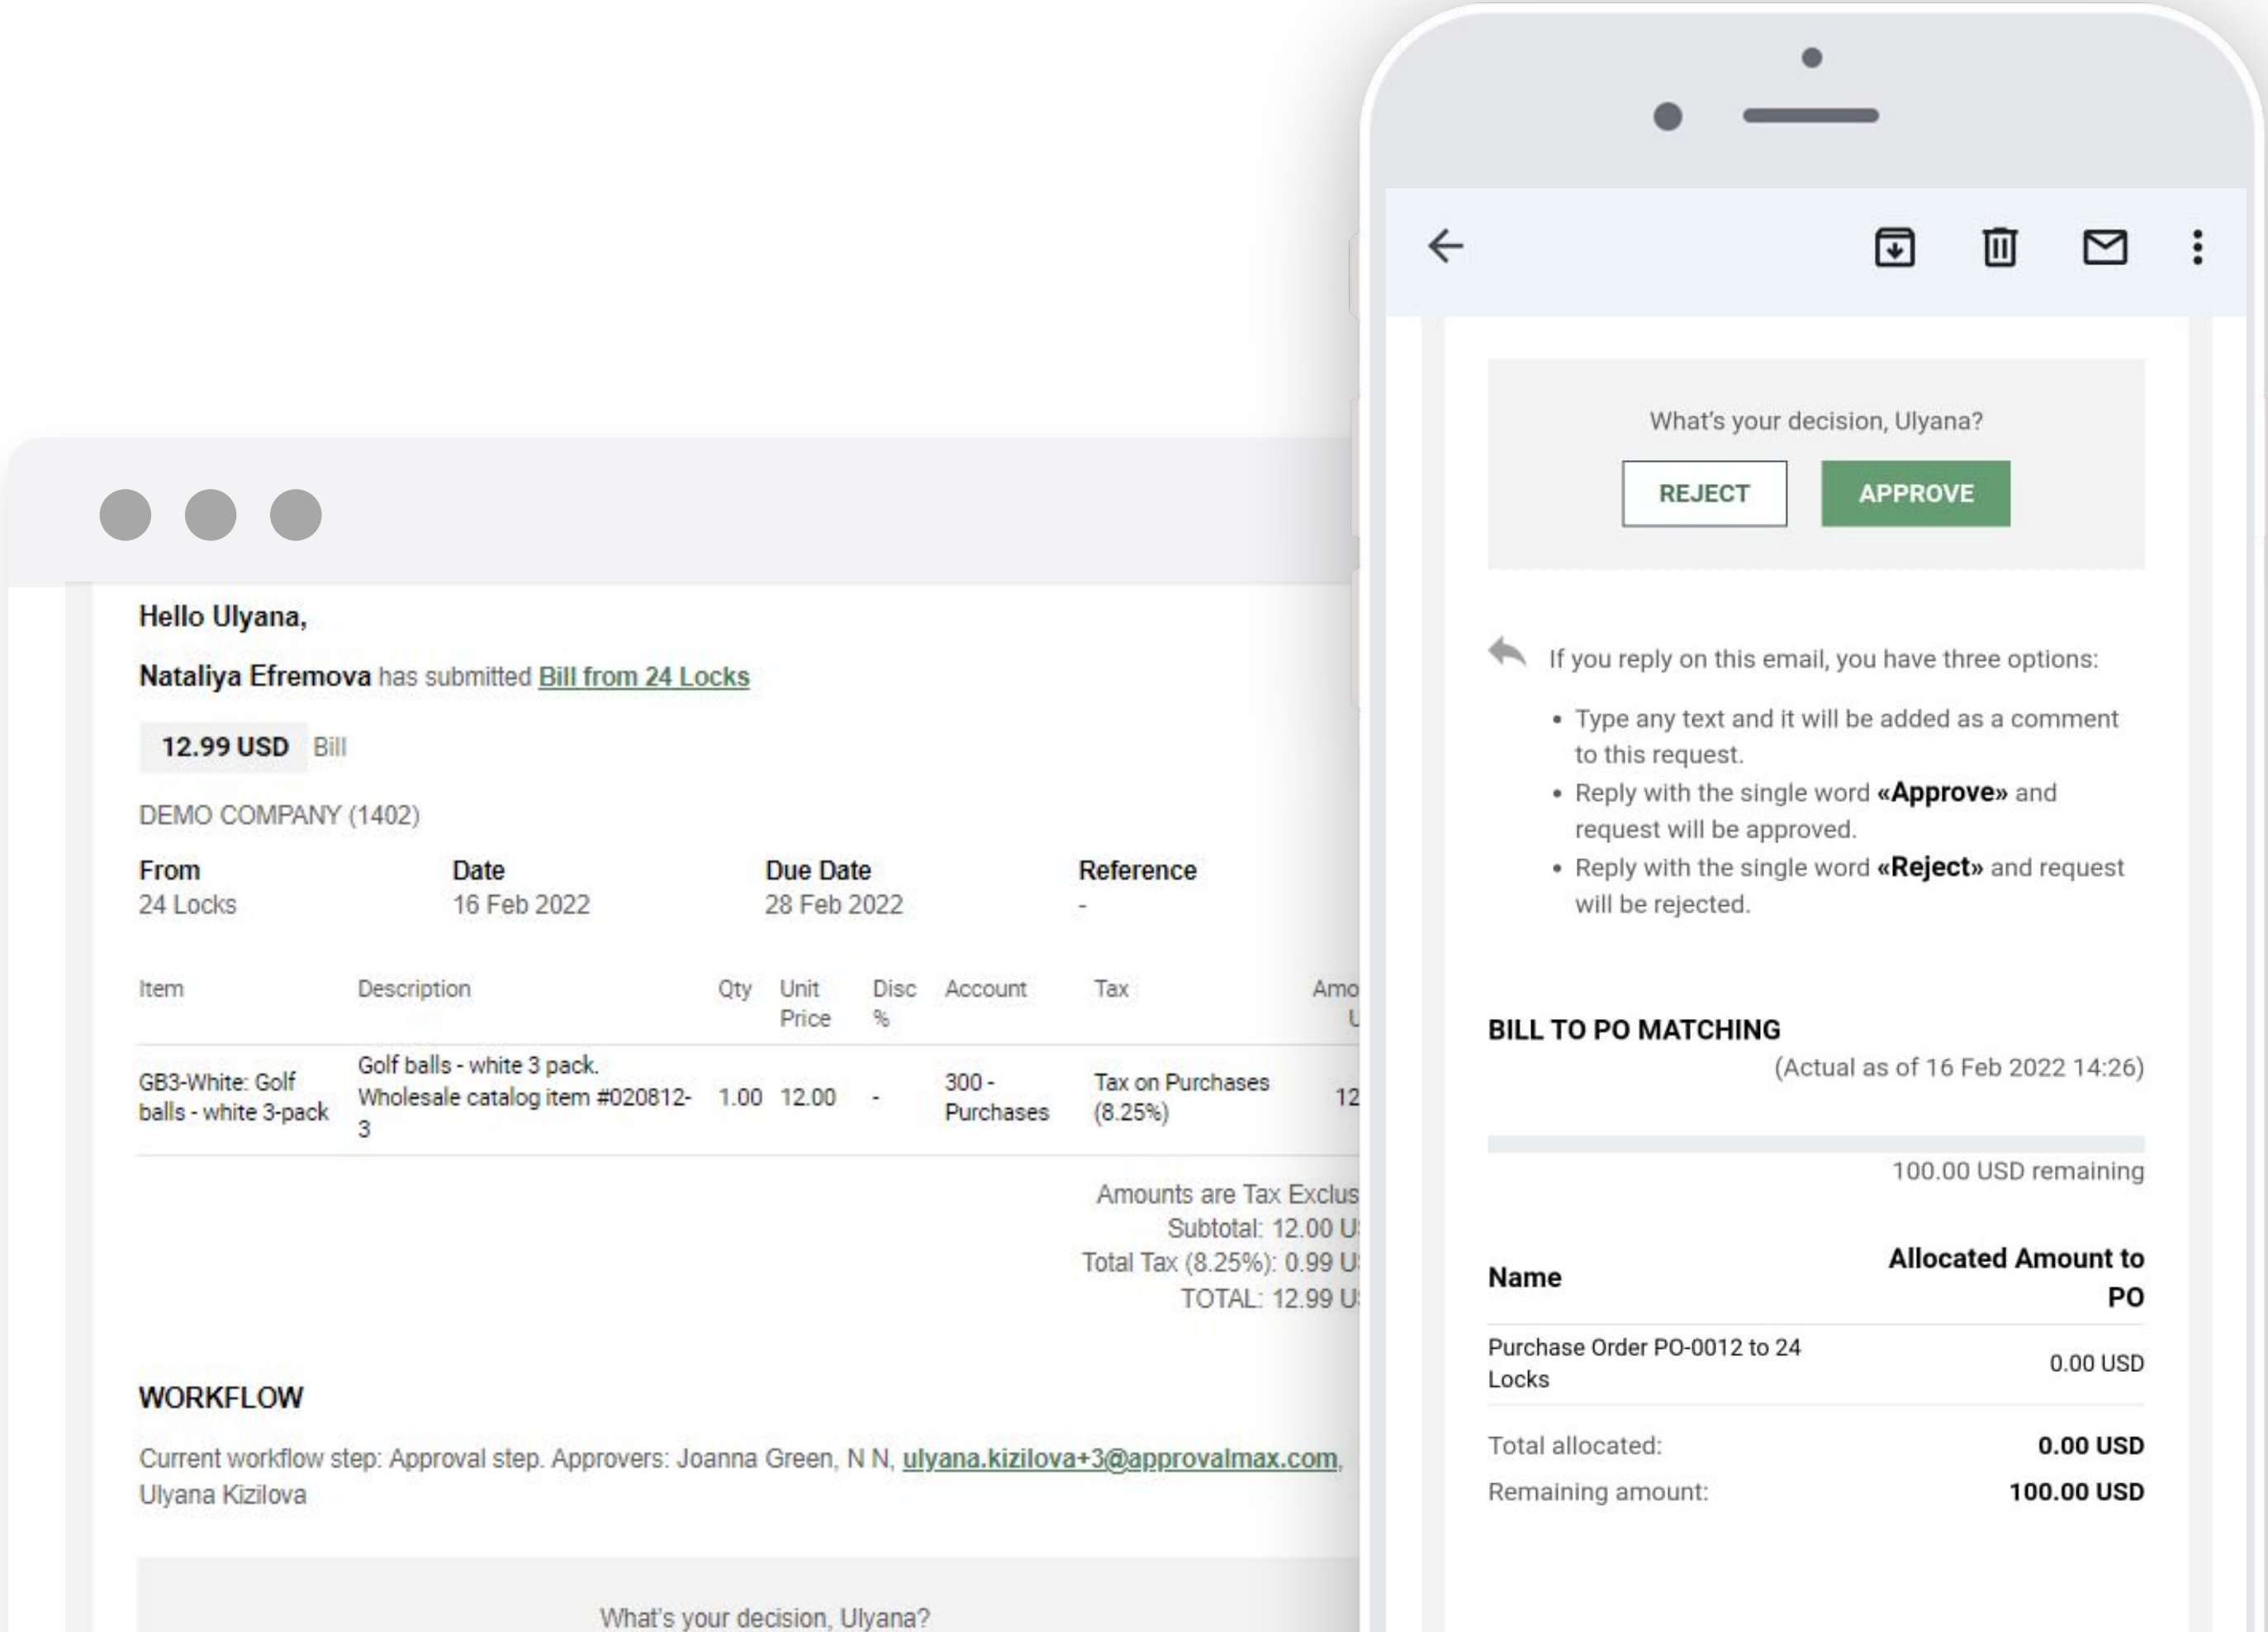 Hello Ulyana,
Nataliya Efremova has submitted Bill from 24 Locks
12.99 USD Bill
DEMO COMPANY (1402)
From Date Due Date Reference
24 Locks 16 Feb 2022 28 Feb 2022 -
Item Description Qty Unit Disc Account Tax
Price %
Golf balls - white 3 pack.
GB3-White: Golf 300 - Tax on Purchases
Wholesale catalog item #020812- 1.00 12.00 - 12
balls - white 3-pack Purchases (8.25%)
3
Amounts are Tax Exclus
Subtotal: 12.00 U
Total Tax (8.25%): 0.99 U
TOTAL: 12.99 U
WORKFLOW
Current workflow step: Approval step. Approvers: Joanna Green, N N, ulyana.kizilova+3@approvalmax.com,
Ulyana Kizilova
What's your decision, Ulyana?
What's your decision, Ulyana?
REJECT APPROVE
If you reply on this email, you have three options:
• Type any text and it will be added as a comment
to this request.
• Reply with the single word «Approve» and
request will be approved.
• Reply with the single word «Reject» and request
will be rejected.
BILL TO PO MATCHING
(Actual as of 16 Feb 2022 14:26)
100.00 USD remaining
Allocated Amount to
Name
PO
Purchase Order PO-0012 to 24
0.00 USD
Locks
Total allocated: 0.00 USD
Remaining amount: 100.00 USD